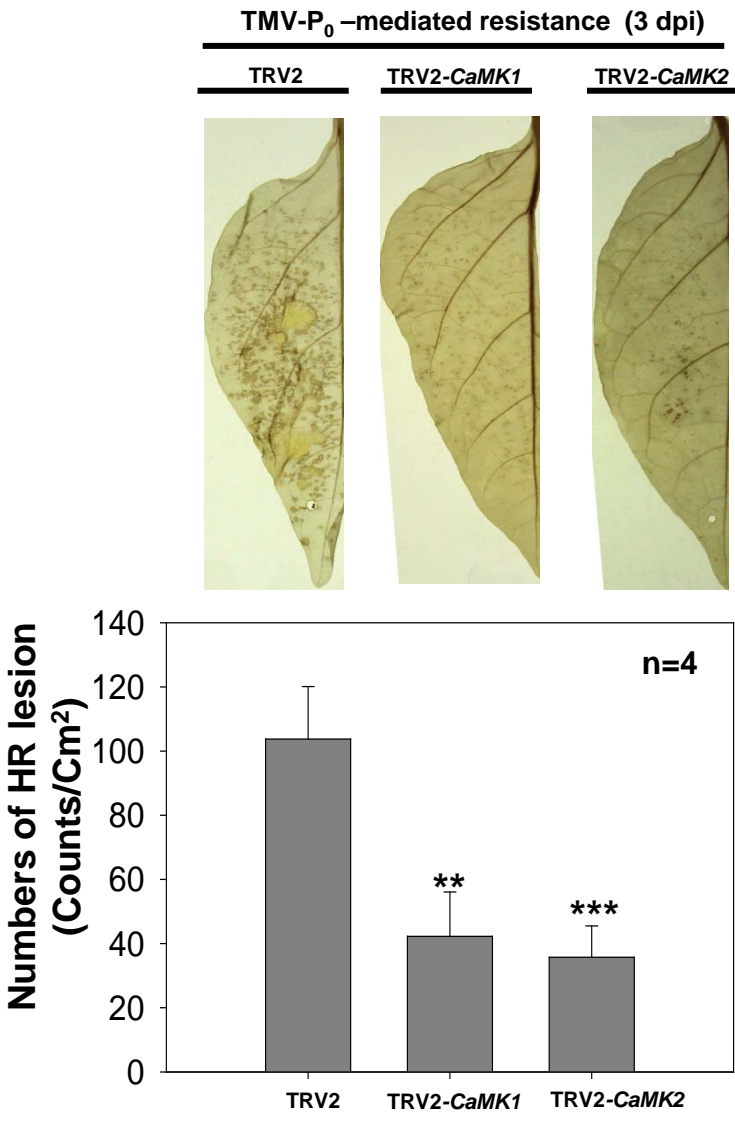 TMV-P₀ –mediated resistance (3 dpi)
TRV2 TRV2-CaMK1 TRV2-CaMK2
Numbers of HR lesion
(Counts/Cm²)
140
n=4
120
100
80
60
**
***
40
20
0
TRV2 TRV2-CaMK1 TRV2-CaMK2